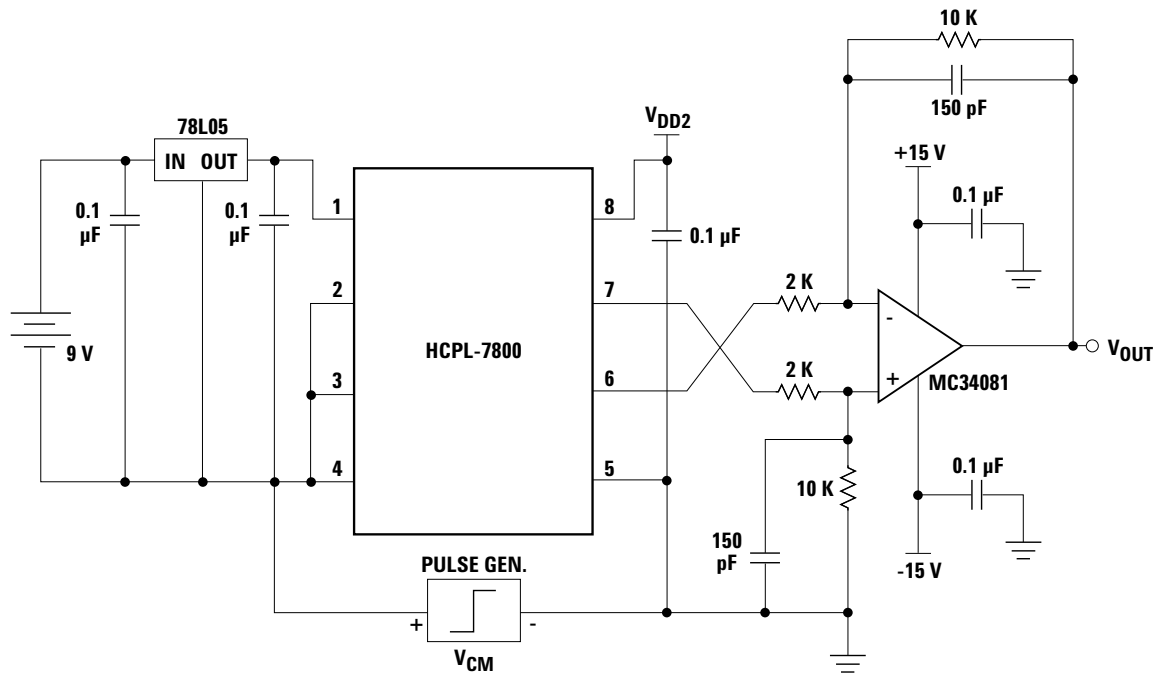 10 K
150 pF
78L05
IN OUT
V_DD2
+15 V
0.1 µF
0.1
µF
0.1
µF
1
8
0.1 µF
2 K
2
7
-
9 V
HCPL-7800
V_OUT
3
6
2 K
+
MC34081
4
5
0.1 µF
10 K
150
pF
-15 V
PULSE GEN.
+
-
V_CM